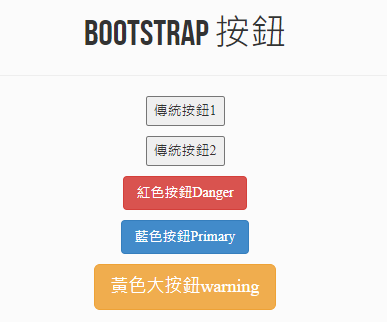 BOOTSTRAP 按鈕
傳統按鈕1
傳統按鈕2
紅色按鈕Danger
藍色按鈕Primary
黃色大按鈕warning